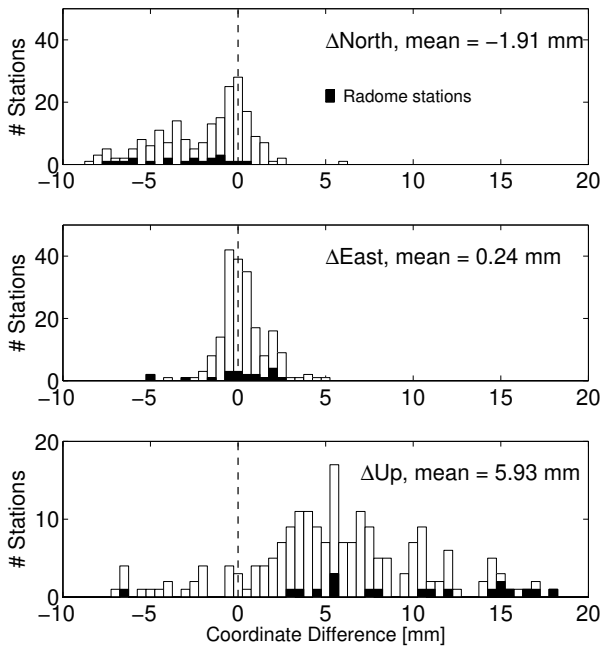 40
20
0
# Stations
ΔNorth, mean = −1.91 mm
Radome stations
−10 −5 0 5 10 15 20
40
20
0
# Stations
ΔEast, mean = 0.24 mm
−10 −5 0 5 10 15 20
20
10
0
# Stations
ΔUp, mean = 5.93 mm
−10 −5 0 5 10 15 20
Coordinate Difference [mm]